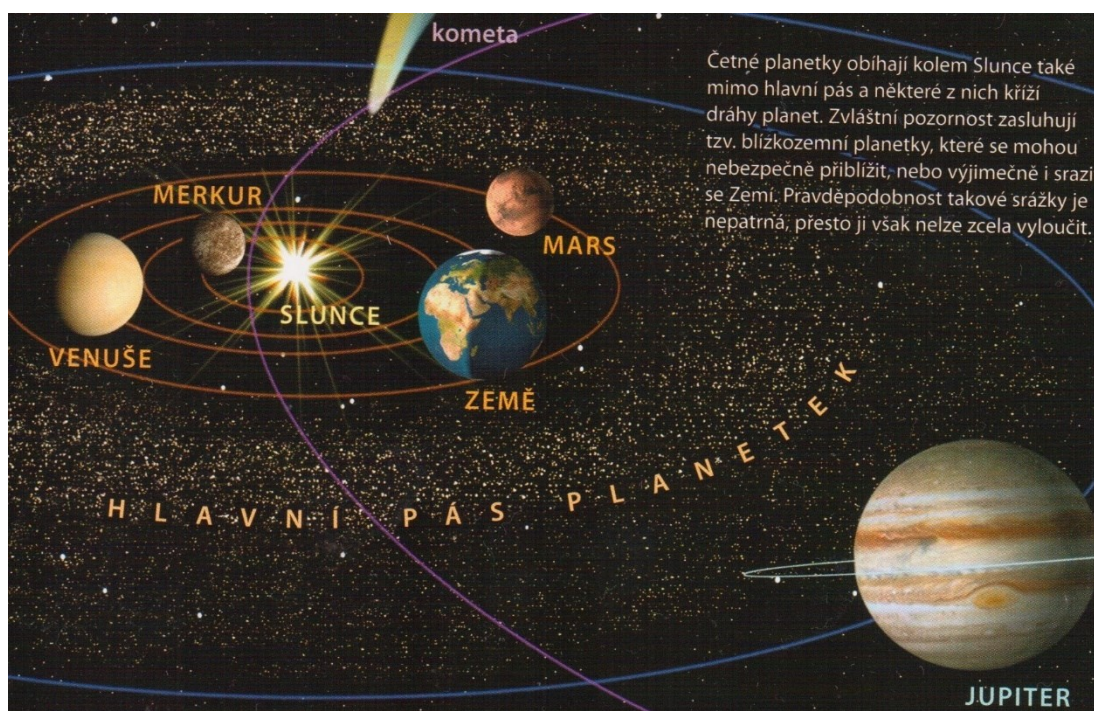 kometa
Četné planetky obíhají kolem Slunce také
mimo hlavní pás a některé z nich kříží
dráhy planet. Zvláštní pozornost zasluhují
tzv. blízkozemní planetky, které se mohou
nebezpečně přiblížit, nebo výjimečně i srazi
se Zemí. Pravděpodobnost takové srážky je
nepatrná, přesto ji však nelze zcela vyloučit.
MERKUR
MARS
SLUNCE
VENUŠE
ZEMĚ
HLAVNÍ PÁS PLANETEK
JUPITER